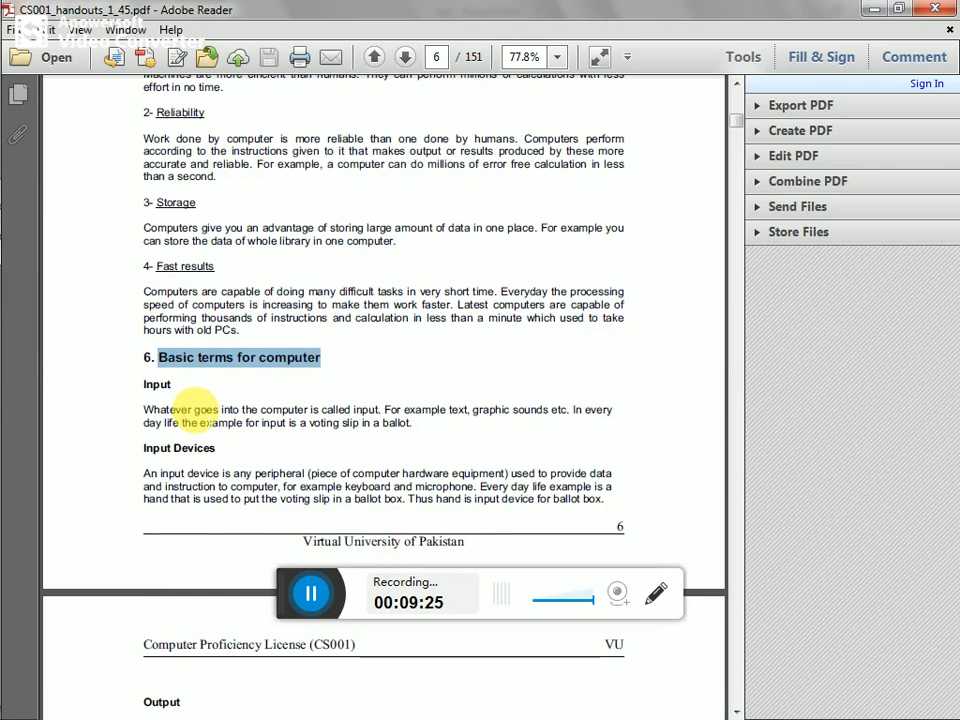 CS001_handouts_1_45.pdf - Adobe Reader
Apowersoft
Video Converter
File Edit View Window Help
Open 6 / 151 77.8% Tools Fill & Sign Comment
Sign In
Export PDF
Create PDF
Edit PDF
Combine PDF
Send Files
Store Files
Machines are more efficient than humans. They can perform millions of calculations with less
effort in no time.
2- Reliability
Work done by computer is more reliable than one done by humans. Computers perform
according to the instructions given to it that makes output or results produced by these more
accurate and reliable. For example, a computer can do millions of error free calculation in less
than a second.
3- Storage
Computers give you an advantage of storing large amount of data in one place. For example you
can store the data of whole library in one computer.
4- Fast results
Computers are capable of doing many difficult tasks in very short time. Everyday the processing
speed of computers is increasing to make them work faster. Latest computers are capable of
performing thousands of instructions and calculation in less than a minute which used to take
hours with old PCs.
6. Basic terms for computer
Input
Whatever goes into the computer is called input. For example text, graphic sounds etc. In every
day life the example for input is a voting slip in a ballot.
Input Devices
An input device is any peripheral (piece of computer hardware equipment) used to provide data
and instruction to computer, for example keyboard and microphone. Every day life example is a
hand that is used to put the voting slip in a ballot box. Thus hand is input device for ballot box.
6
Virtual University of Pakistan
Recording...
00:09:25
Computer Proficiency License (CS001) VU
Output